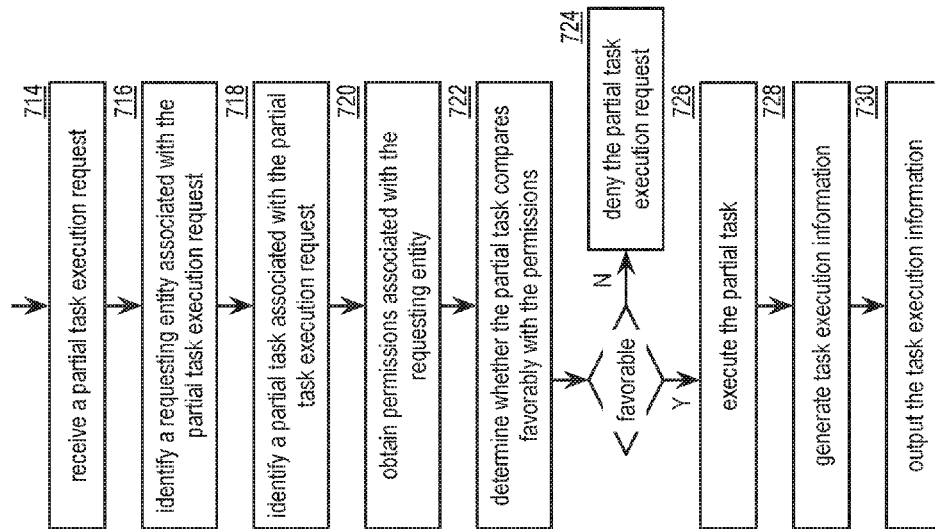 714
receive a partial task execution request
716
identify a requesting entity associated with the
partial task execution request
718
identify a partial task associated with the partial
task execution request
720
obtain permissions associated with the
requesting entity
722
determine whether the partial task compares
favorably with the permissions
favorable
N
724
deny the partial task
execution request
Y
726
execute the partial task
728
generate task execution information
730
output the task execution information